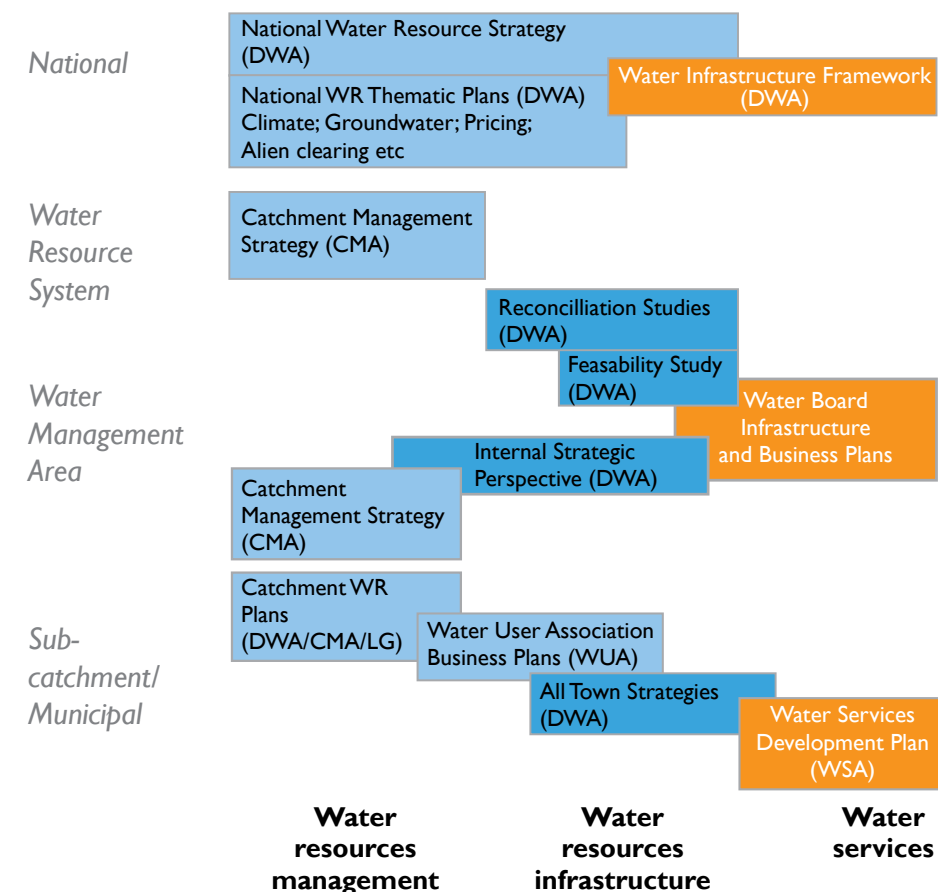 National
National Water Resource Strategy
(DWA)
Water Infrastructure Framework
(DWA)
National WR Thematic Plans (DWA)
Climate; Groundwater; Pricing;
Alien clearing etc
Water
Resource
System
Catchment Management
Strategy (CMA)
Reconcilliation Studies
(DWA)
Feasability Study
(DWA)
Water
Management
Area
Water Board
Infrastructure
and Business Plans
Internal Strategic
Perspective (DWA)
Catchment
Management Strategy
(CMA)
Sub-
catchment/
Municipal
Catchment WR
Plans
(DWA/CMA/LG)
Water User Association
Business Plans (WUA)
All Town Strategies
(DWA)
Water Services
Development Plan
(WSA)
Water
resources
management
Water
resources
infrastructure
Water
services